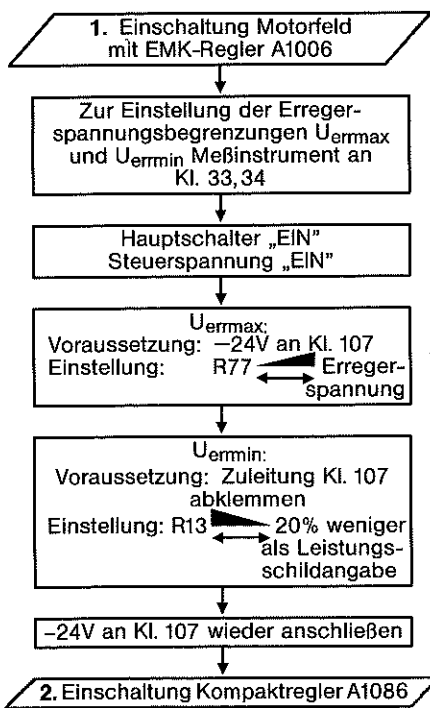 1. Einschaltung Motorfeld
mit EMK-Regler A1006
Zur Einstellung der Erreger-
spannungsbegrenzungen Uerrmax
und Uerrmin Meßinstrument an
Kl. 33,34
Hauptschalter „EIN"
Steuerspannung „EIN"
Uerrmax:
Voraussetzung: −24V an Kl. 107
Einstellung: R77 Erreger-
spannung
Uerrmin:
Voraussetzung: Zuleitung Kl. 107
abklemmen
Einstellung: R13 20% weniger
als Leistungs-
schildangabe
−24V an Kl. 107 wieder anschließen
2. Einschaltung Kompaktregler A1086